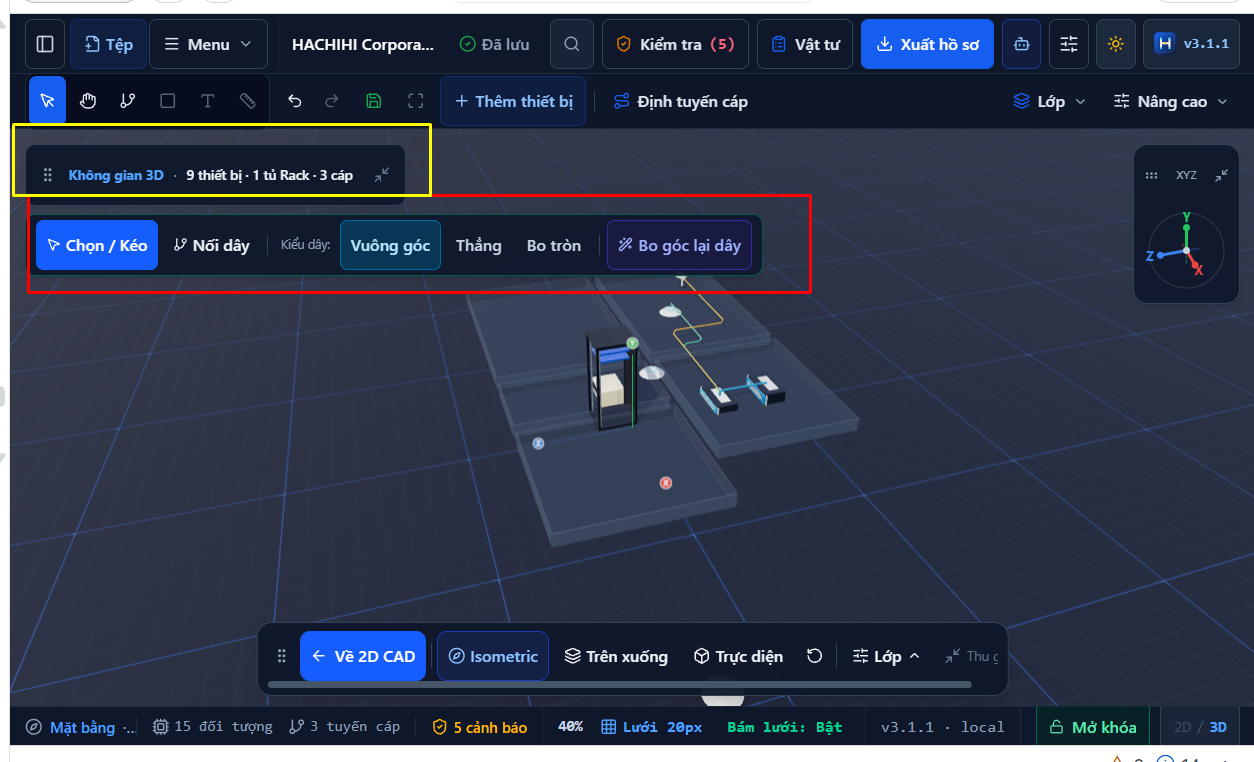 Tệp Menu HACHIHI Corpora... Đã lưu Kiểm tra (5) Vật tư Xuất hồ sơ H v3.1.1
T + Thêm thiết bị Định tuyến cáp Lớp Nâng cao
Không gian 3D · 9 thiết bị · 1 tủ Rack · 3 cáp
XYZ
Chọn / Kéo Nối dây Kiểu dây: Vuông góc Thẳng Bo tròn Bo góc lại dây
Y
Z
X
Y
Z
X
Về 2D CAD Isometric Trên xuống Trực diện Lớp Thu g
Mặt bằng ·... 15 đối tượng 3 tuyến cáp 5 cảnh báo 40% Lưới 20px Bám lưới: Bật v3.1.1 · local Mở khóa 2D / 3D